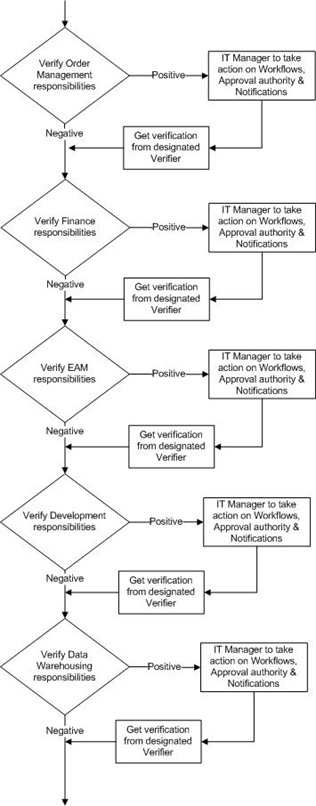 Verify Order
Management
responsibilities
Positive
IT Manager to take
action on Workflows,
Approval authority &
Notifications
Negative
Get verification
from designated
Verifier
Verify Finance
responsibilities
Positive
IT Manager to take
action on Workflows,
Approval authority &
Notifications
Negative
Get verification
from designated
Verifier
Verify EAM
responsibilities
Positive
IT Manager to take
action on Workflows,
Approval authority &
Notifications
Negative
Get verification
from designated
Verifier
Verify Development
responsibilities
Positive
IT Manager to take
action on Workflows,
Approval authority &
Notifications
Negative
Get verification
from designated
Verifier
Verify Data
Warehousing
responsibilities
Positive
IT Manager to take
action on Workflows,
Approval authority &
Notifications
Negative
Get verification
from designated
Verifier